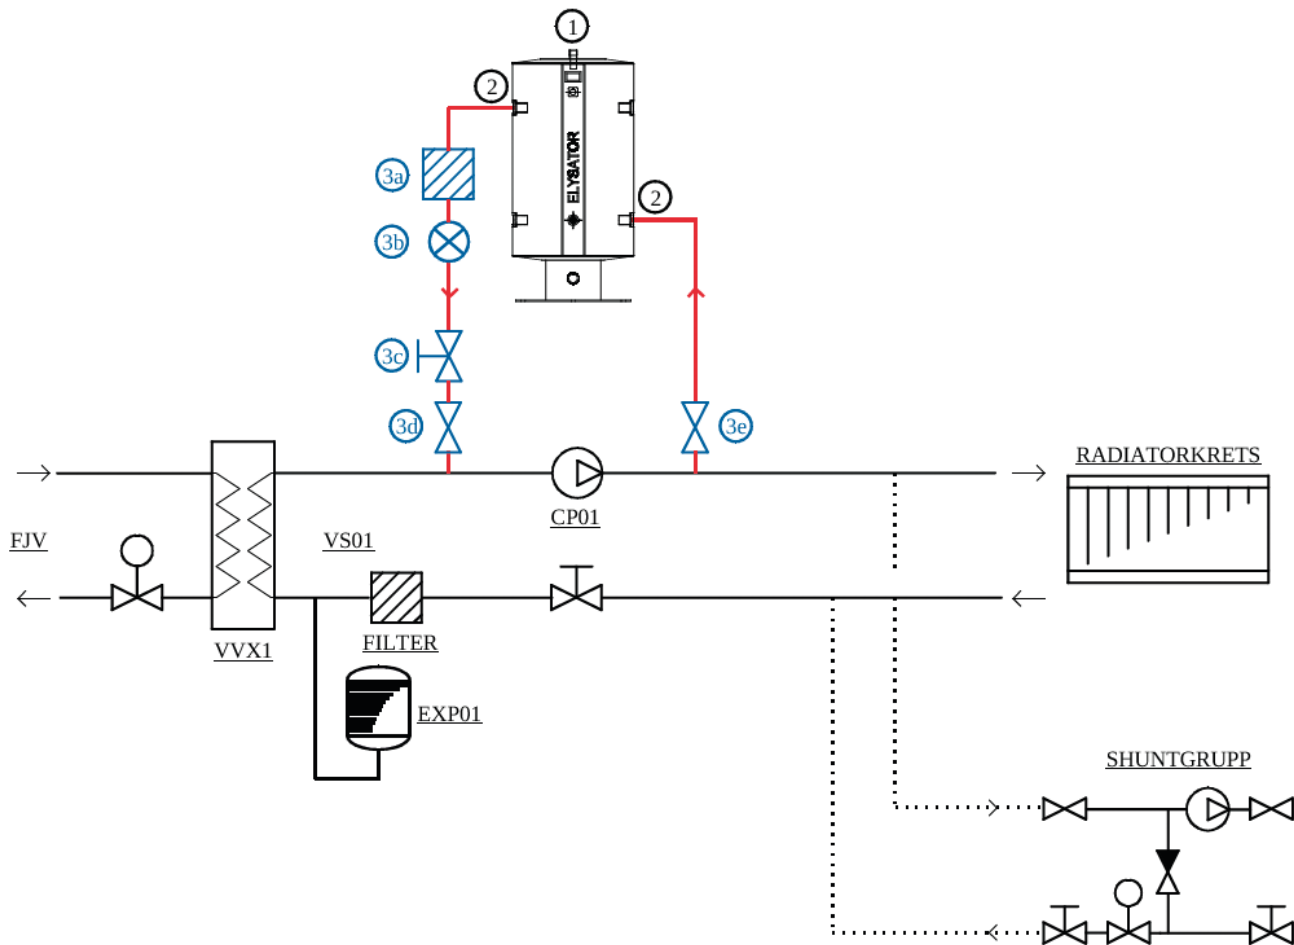 1
2
3a
ELYSATOR
2
3b
3c
3d
3e
RADIATORKRETS
CP01
FJV
VS01
VVX1
FILTER
EXP01
SHUNTGRUPP